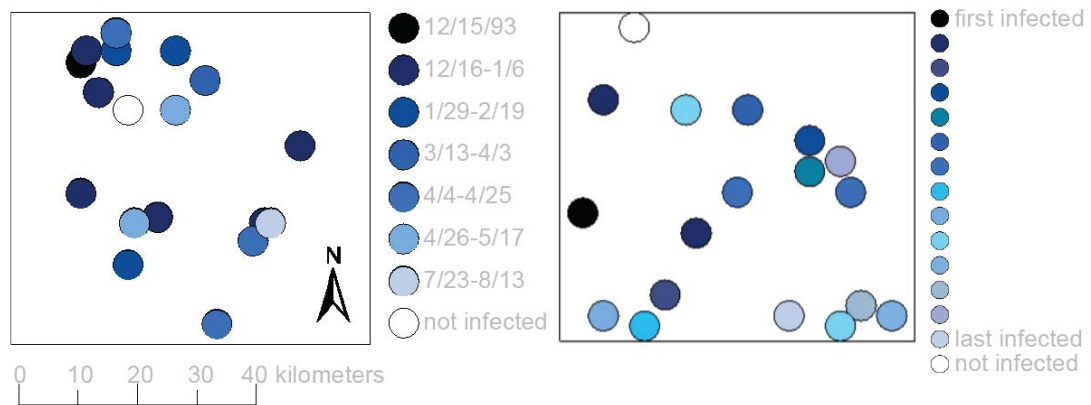 12/15/93
12/16-1/6
1/29-2/19
3/13-4/3
4/4-4/25
4/26-5/17
7/23-8/13
not infected
N
0 10 20 30 40 kilometers
first infected
last infected
not infected